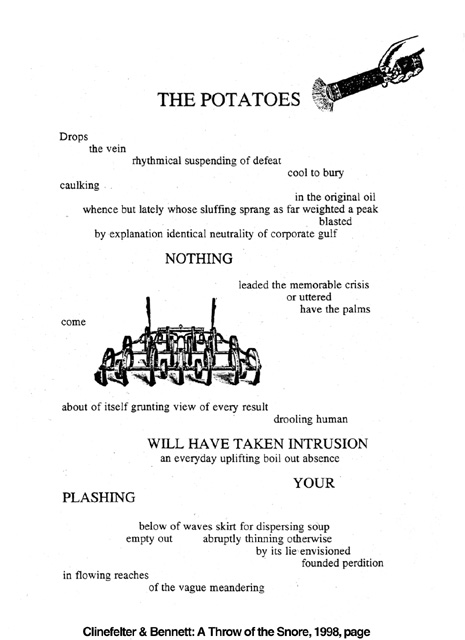 THE POTATOES
Drops
the vein
rhythmical suspending of defeat
cool to bury
caulking
in the original oil
whence but lately whose sluffing sprang as far weighted a peak
blasted
by explanation identical neutrality of corporate gulf
NOTHING
leaded the memorable crisis
or uttered
have the palms
come
about of itself grunting view of every result
drooling human
WILL HAVE TAKEN INTRUSION
an everyday uplifting boil out absence
YOUR
PLASHING
below of waves skirt for dispersing soup
empty out abruptly thinning otherwise
by its lie envisioned
founded perdition
in flowing reaches
of the vague meandering
Clinefelter & Bennett: A Throw of the Snore, 1998, page